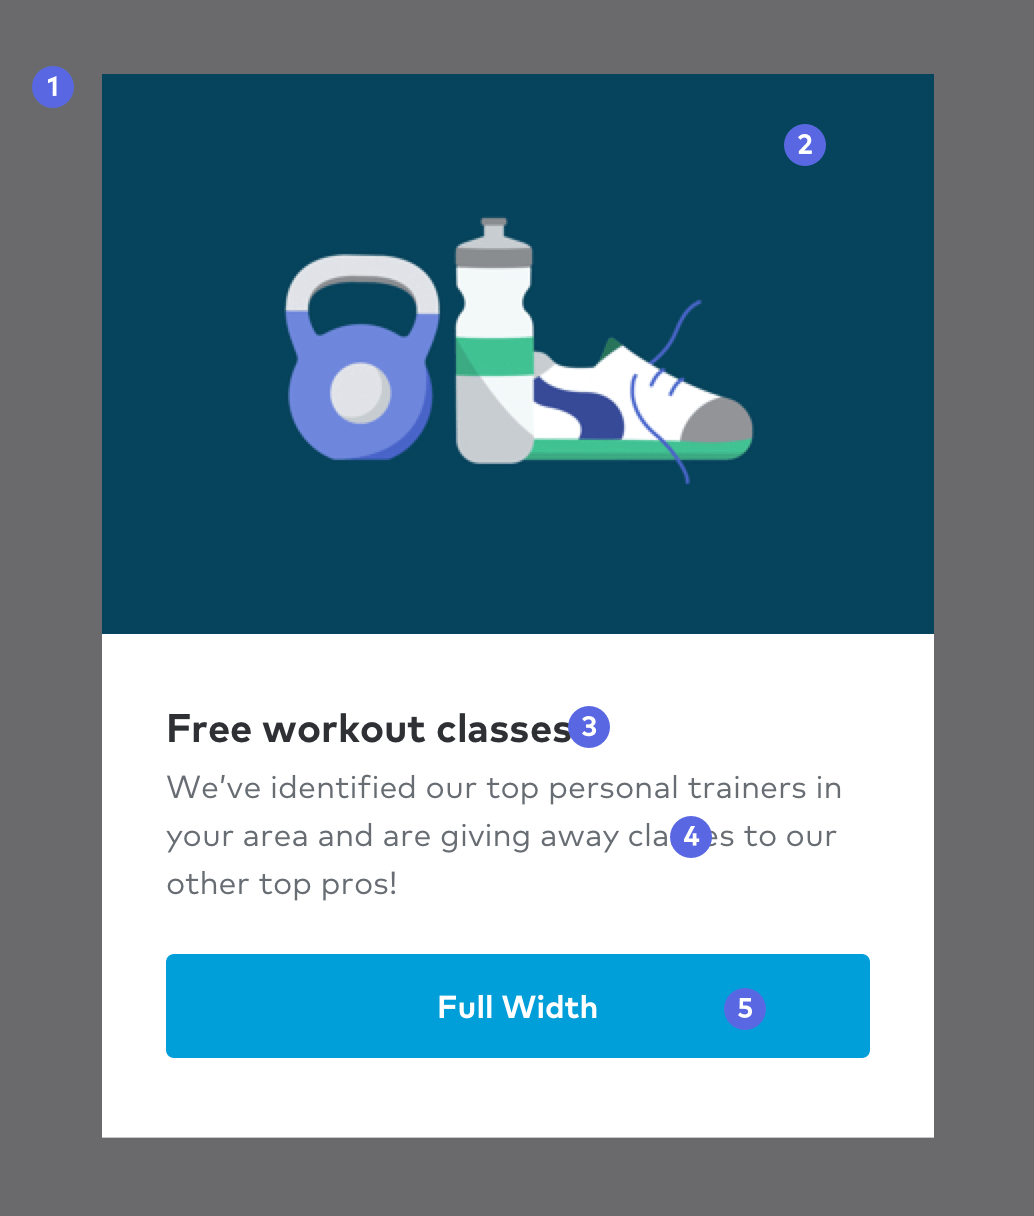 1
2
Free workout classes 3
We've identified our top personal trainers in
your area and are giving away cla 4 es to our
other top pros!
Full Width 5